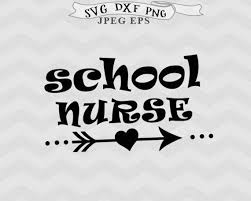 SVG DXF PNG
JPEG EPS
school
NURSE